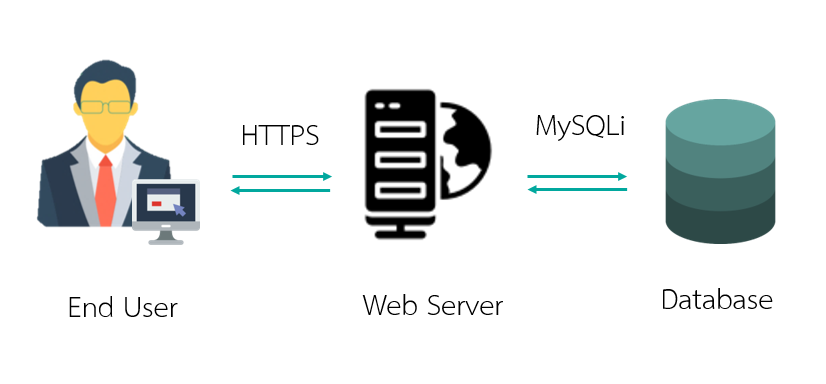 HTTPS
MySQLi
End User
Web Server
Database